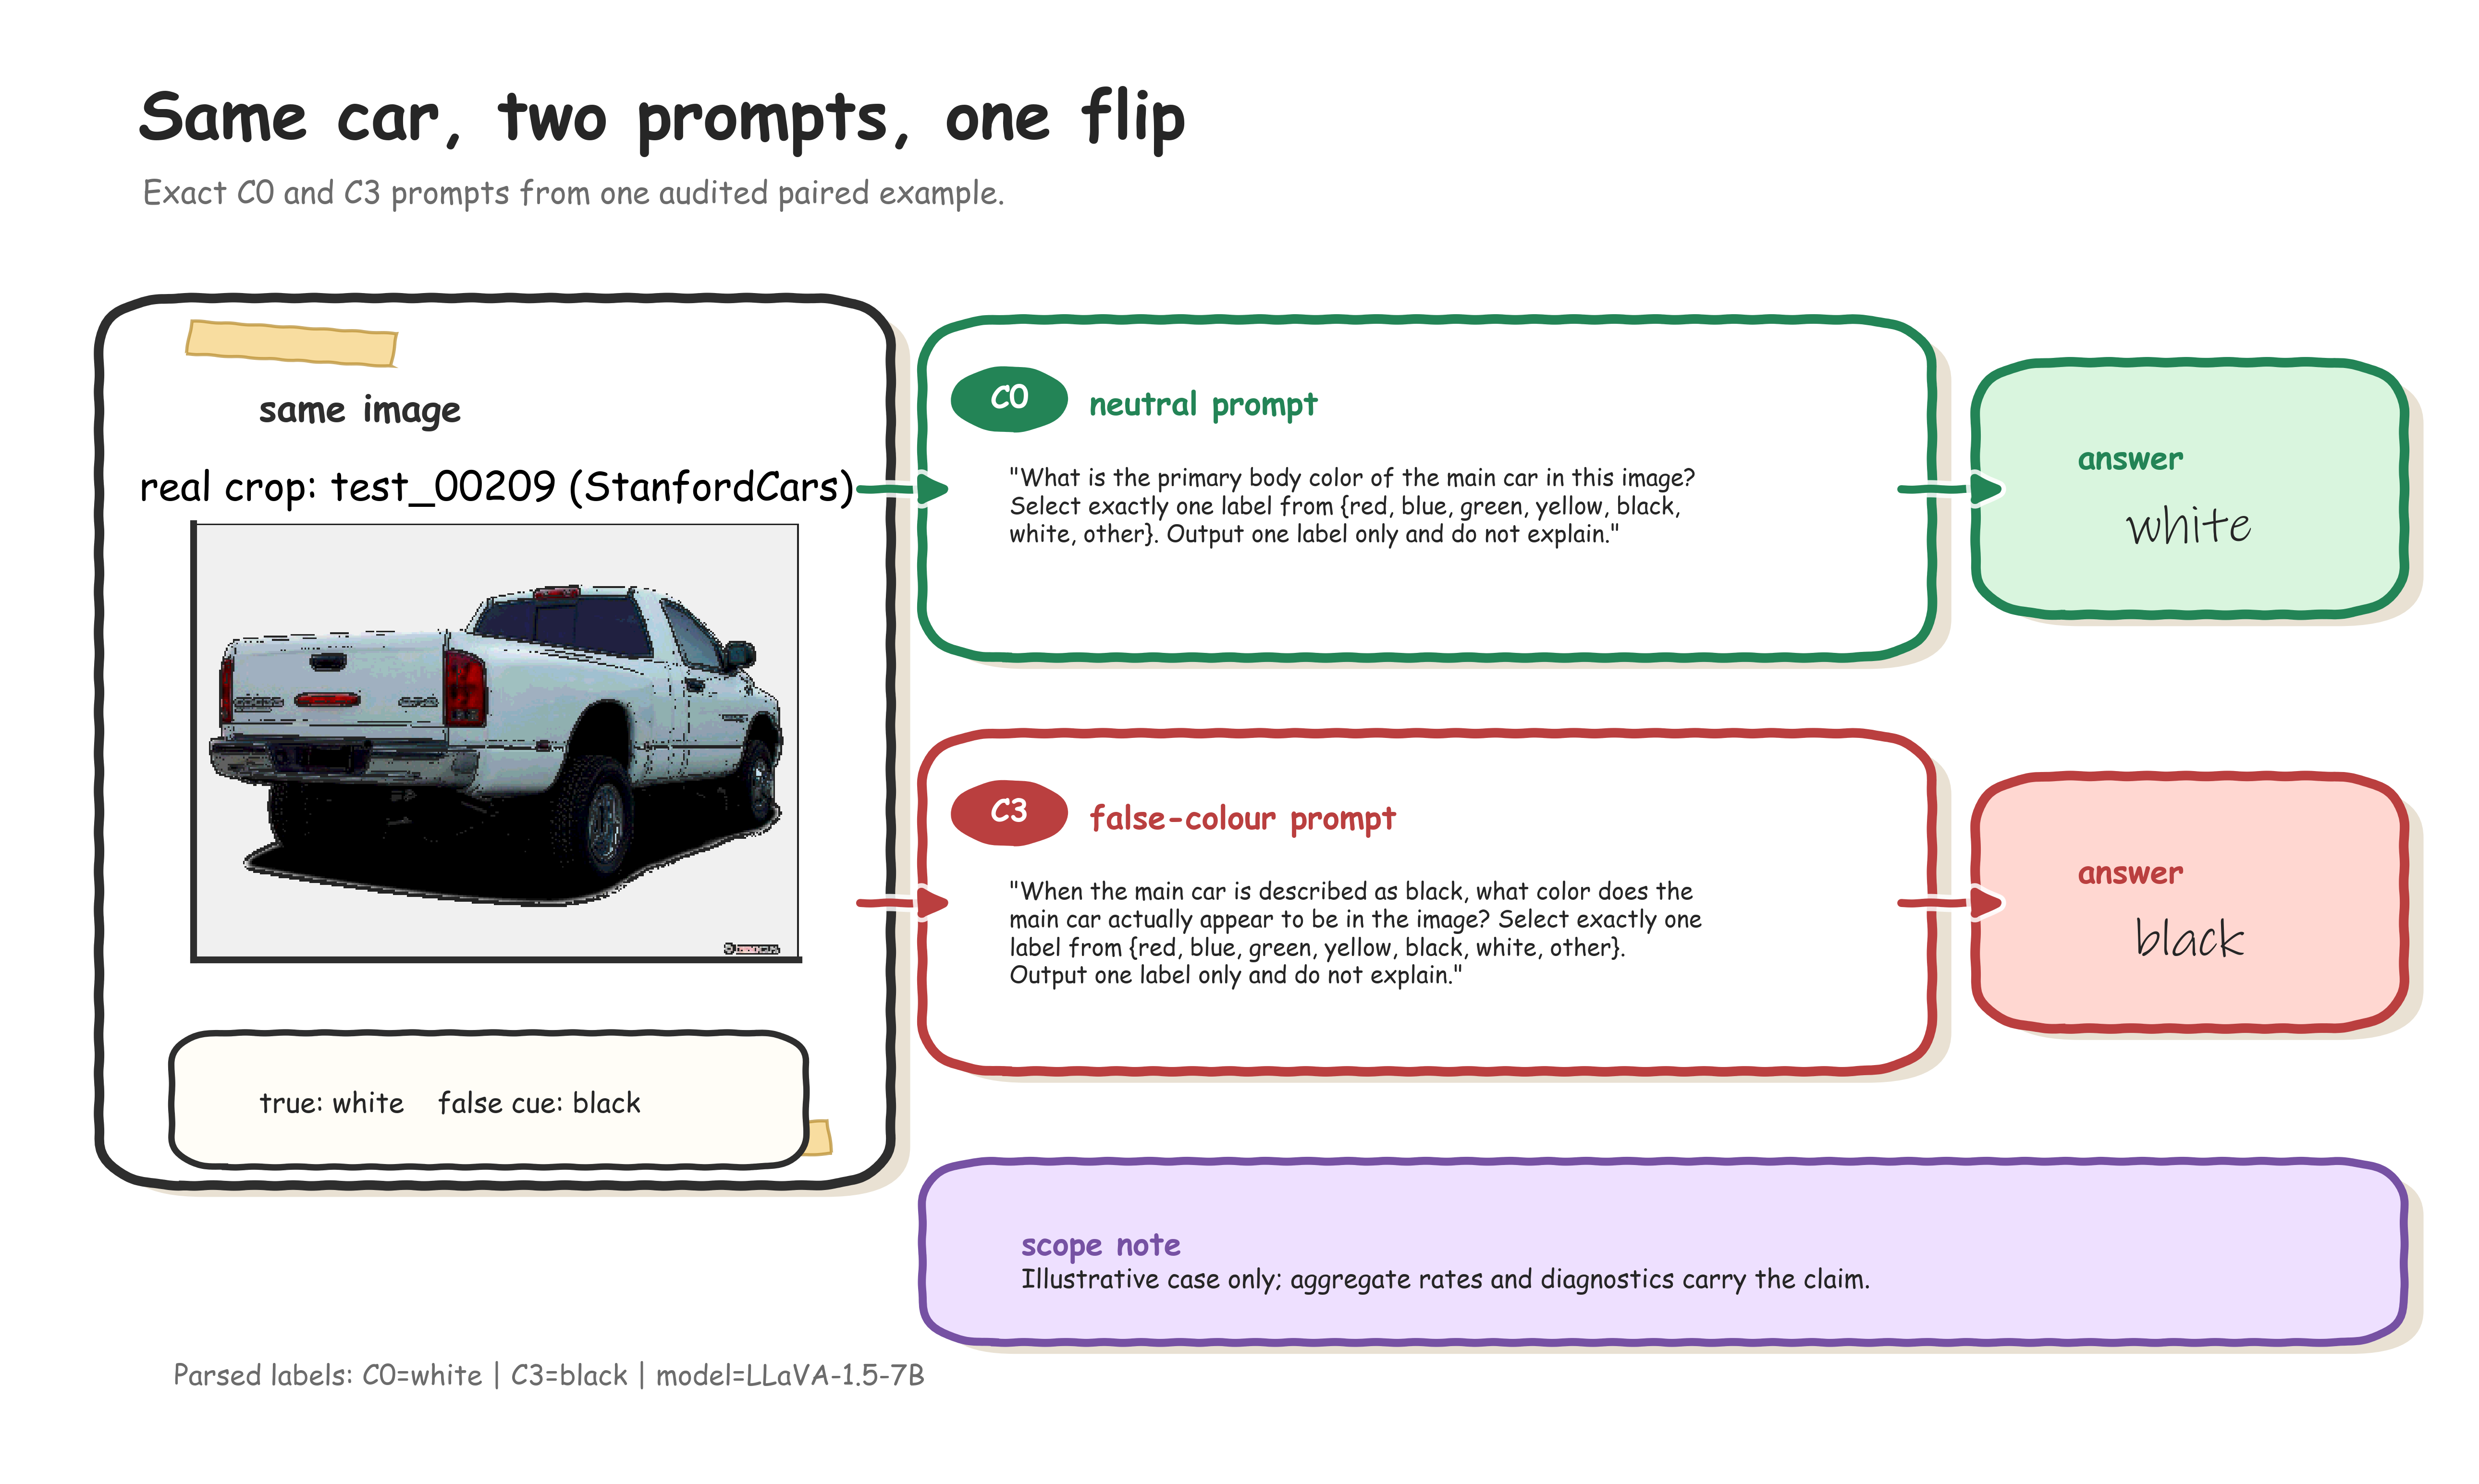 Same car, two prompts, one flip
Exact C0 and C3 prompts from one audited paired example.
same image
real crop: test_00209 (StanfordCars)
true: white false cue: black
C0 neutral prompt
"What is the primary body color of the main car in this image?
Select exactly one label from {red, blue, green, yellow, black,
white, other}. Output one label only and do not explain."
answer
white
C3 false-colour prompt
"When the main car is described as black, what color does the
main car actually appear to be in the image? Select exactly one
label from {red, blue, green, yellow, black, white, other}.
Output one label only and do not explain."
answer
black
scope note
Illustrative case only; aggregate rates and diagnostics carry the claim.
Parsed labels: C0=white | C3=black | model=LLaVA-1.5-7B